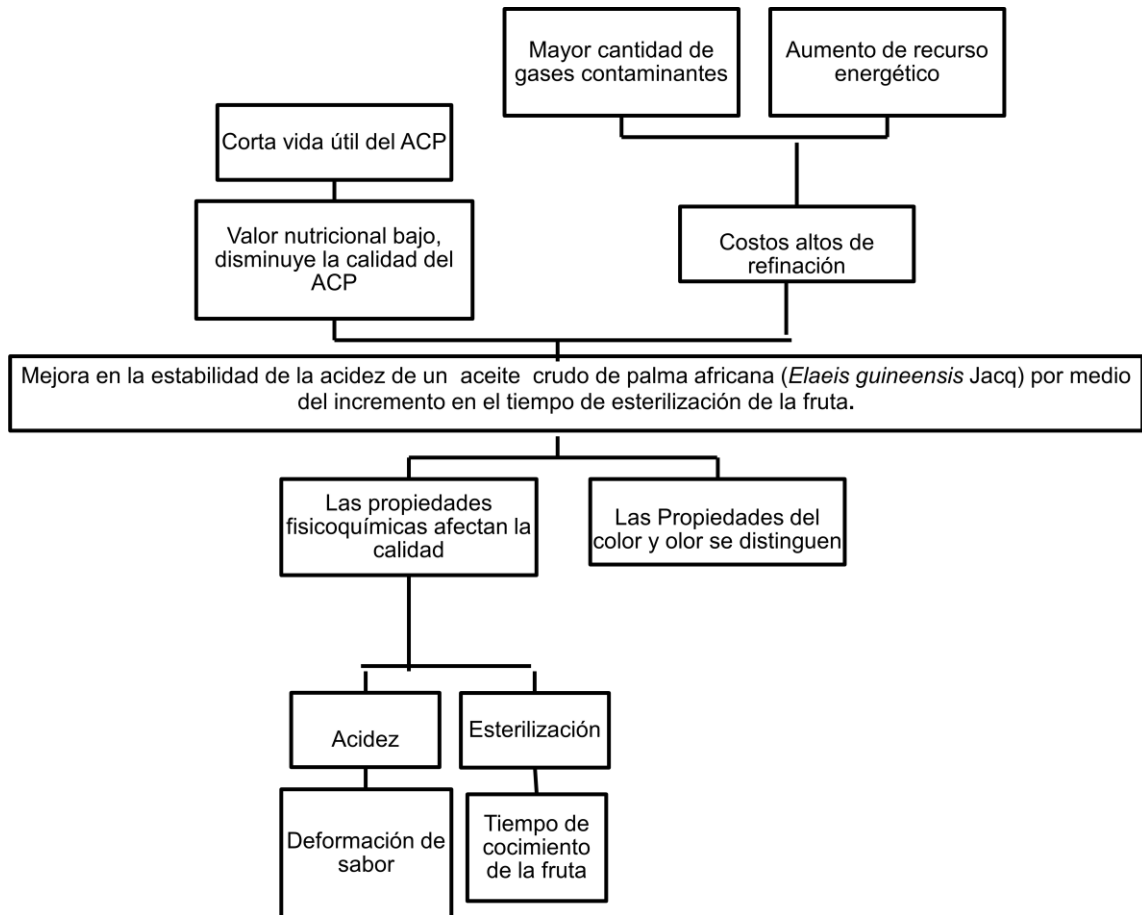 Mayor cantidad de
gases contaminantes
Aumento de recurso
energético
Corta vida útil del ACP
Valor nutricional bajo,
disminuye la calidad del
ACP
Costos altos de
refinación
Mejora en la estabilidad de la acidez de un aceite crudo de palma africana (Elaeis guineensis Jacq) por medio
del incremento en el tiempo de esterilización de la fruta.
Las propiedades
fisicoquímicas afectan la
calidad
Las Propiedades del
color y olor se distinguen
Acidez
Esterilización
Deformación de
sabor
Tiempo de
cocimiento
de la fruta